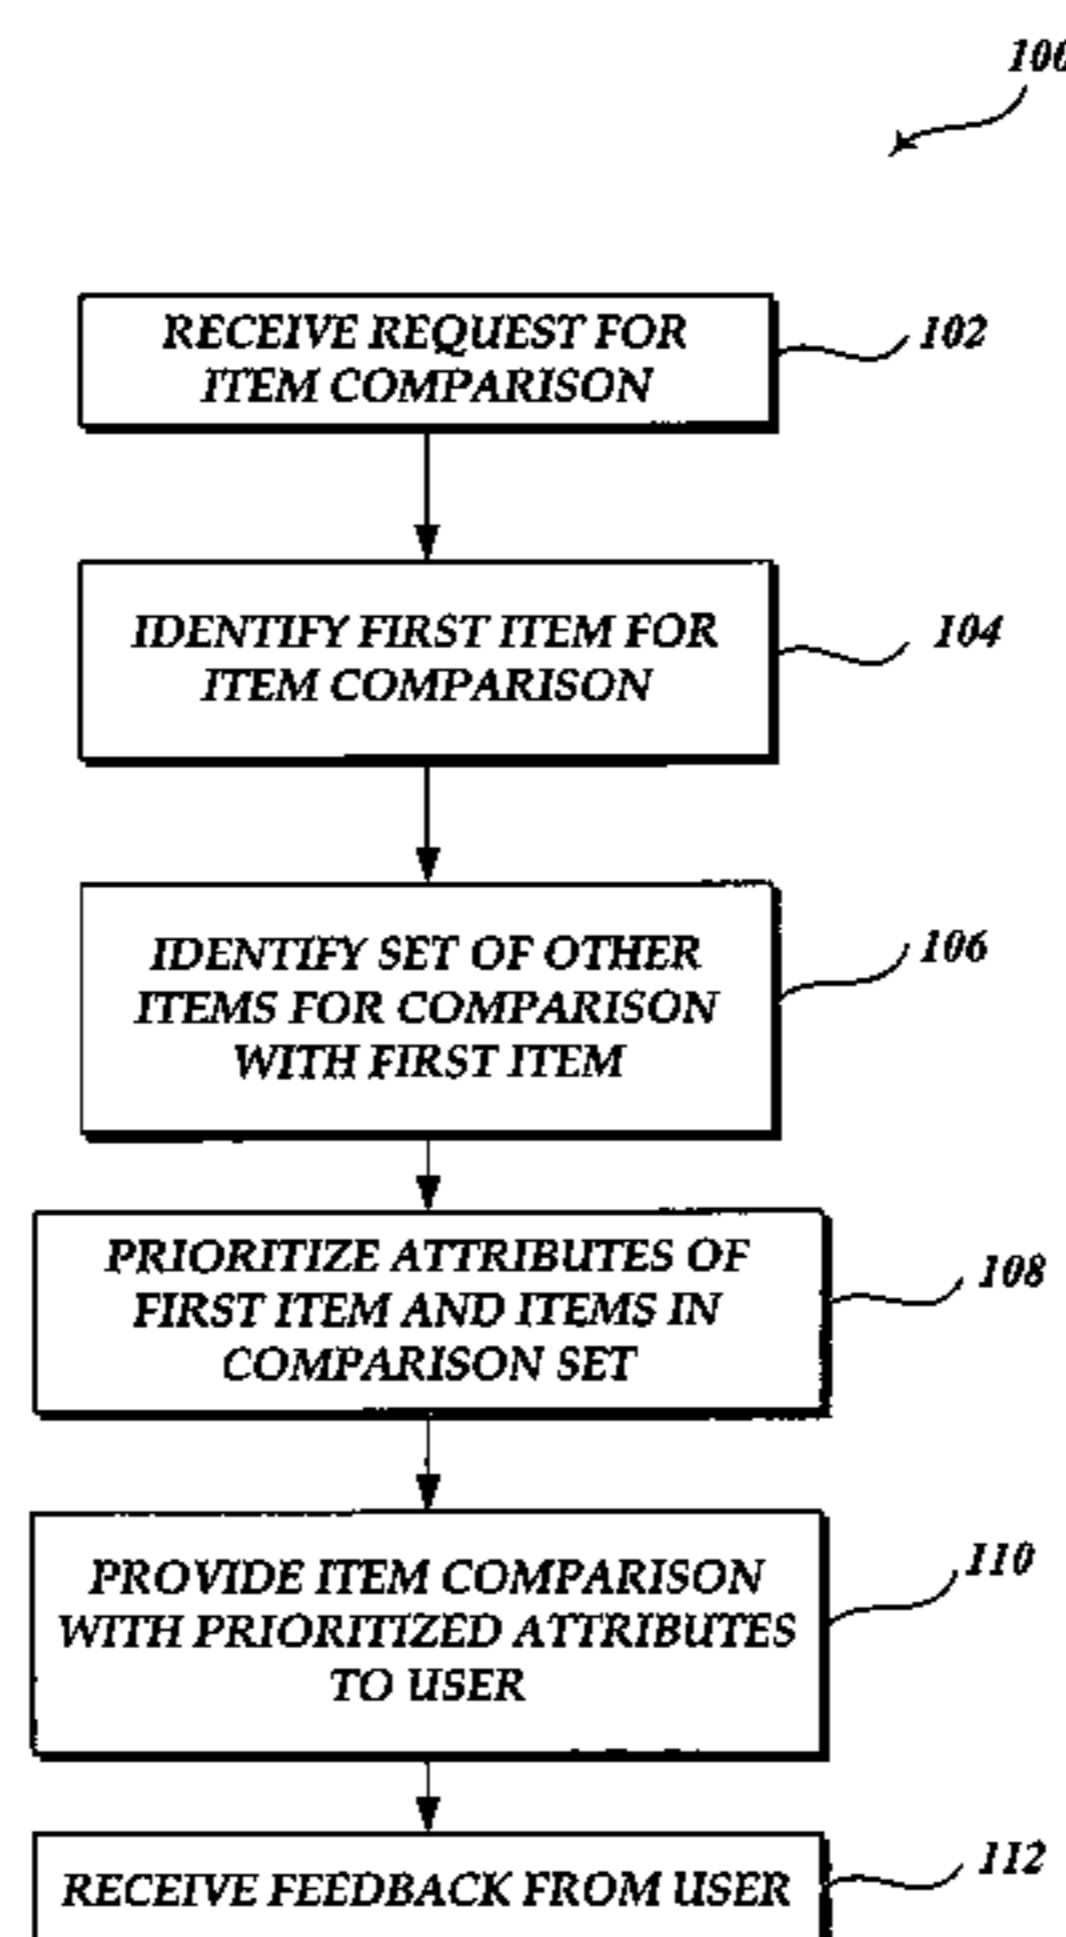 100
RECEIVE REQUEST FOR
ITEM COMPARISON
102
IDENTIFY FIRST ITEM FOR
ITEM COMPARISON
104
IDENTIFY SET OF OTHER
ITEMS FOR COMPARISON
WITH FIRST ITEM
106
PRIORITIZE ATTRIBUTES OF
FIRST ITEM AND ITEMS IN
COMPARISON SET
108
PROVIDE ITEM COMPARISON
WITH PRIORITIZED ATTRIBUTES
TO USER
110
RECEIVE FEEDBACK FROM USER
112